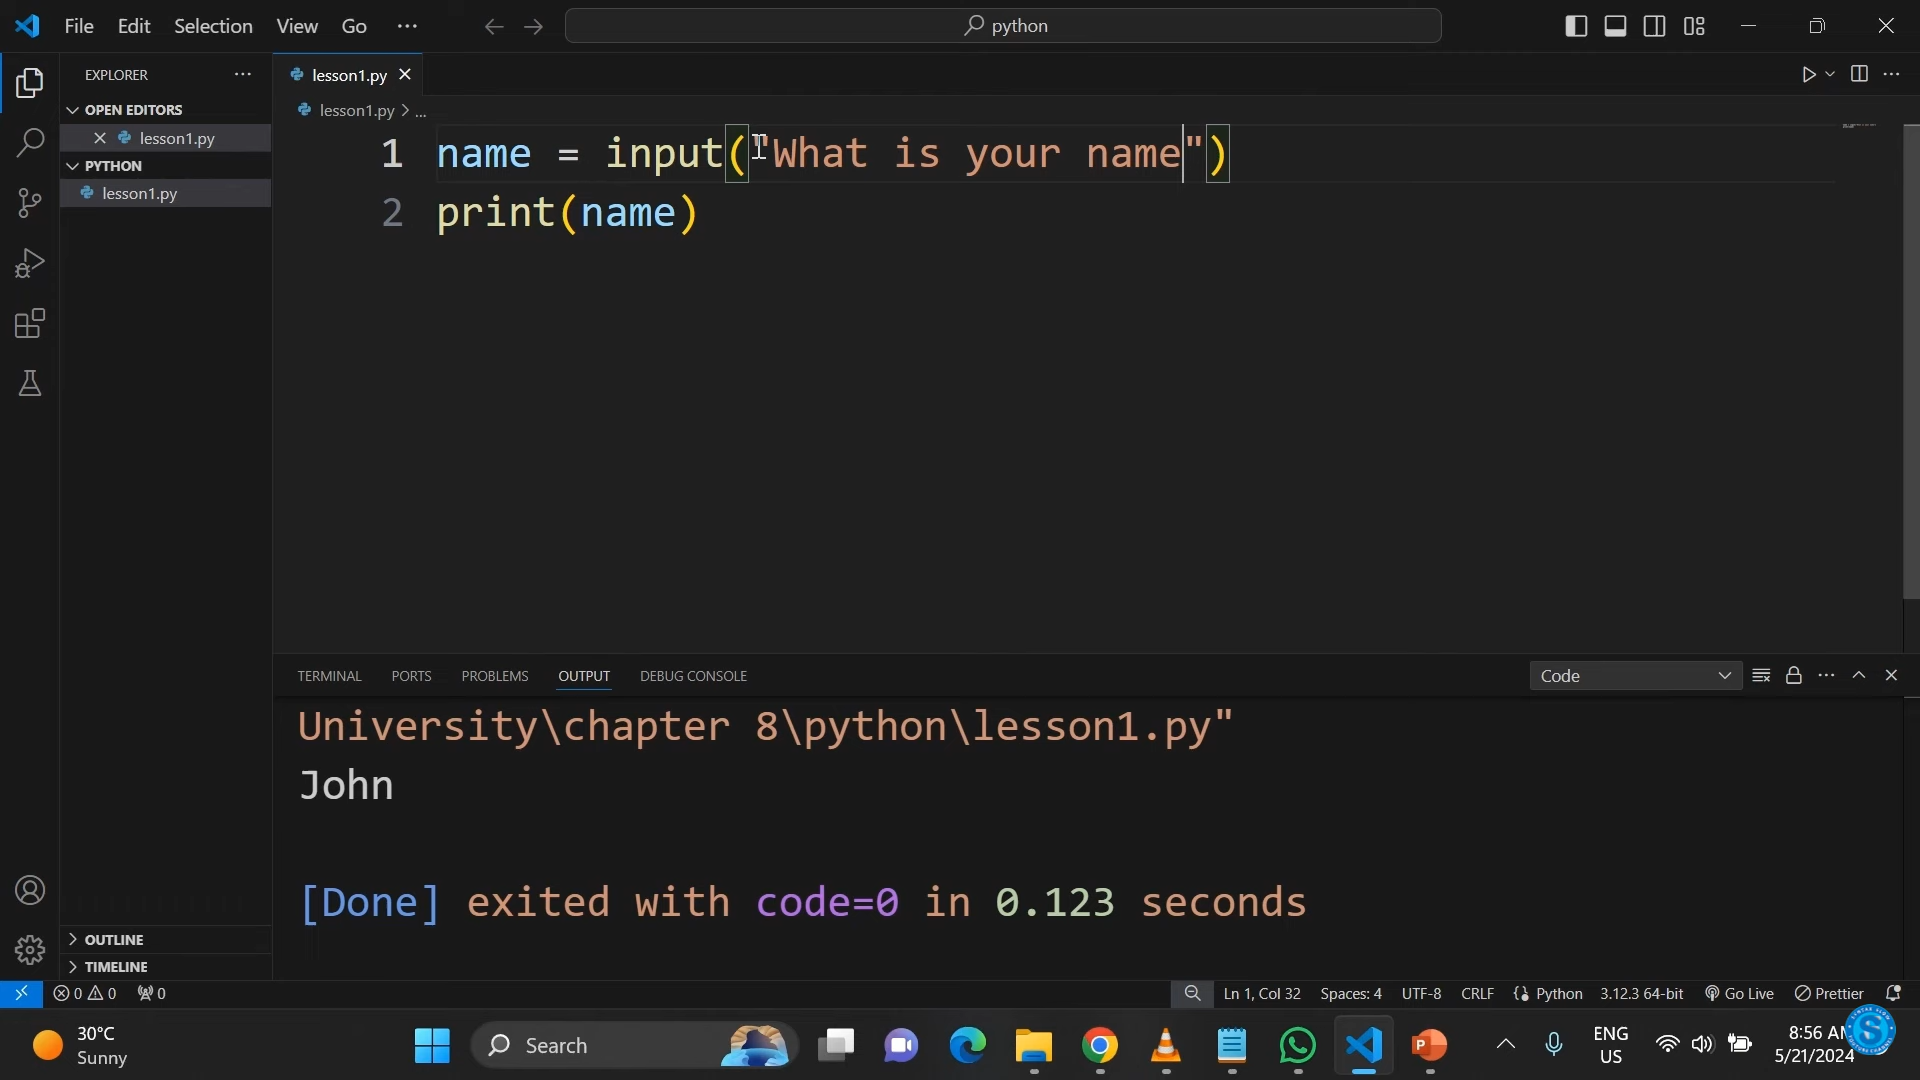 File Edit Selection View Go ··· python
EXPLORER ···
lesson1.py
OPEN EDITORS
lesson1.py > ...
lesson1.py
PYTHON
lesson1.py
1 name = input("What is your name")
2 print(name)
TERMINAL PORTS PROBLEMS OUTPUT DEBUG CONSOLE Code
University\chapter 8\python\lesson1.py"
John
[Done] exited with code=0 in 0.123 seconds
OUTLINE
TIMELINE
0 0 0 Ln 1, Col 32 Spaces: 4 UTF-8 CRLF Python 3.12.3 64-bit Go Live Prettier
30°C
Sunny
Search
ENG
US
8:56
5/21/2024